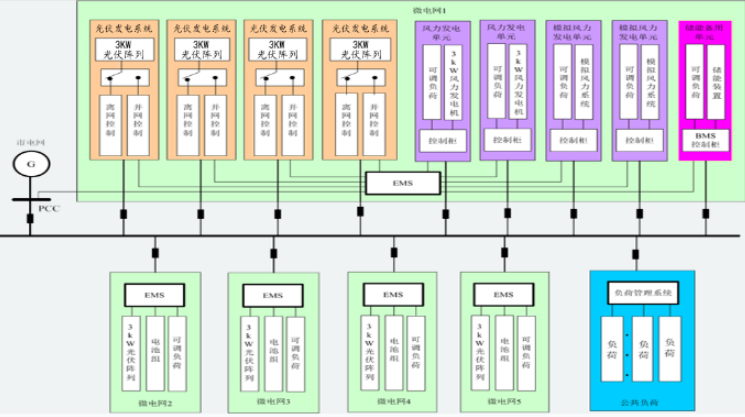 微电网1
光伏发电系统
3KW
光伏阵列
离网控制
并网控制
光伏发电系统
3KW
光伏阵列
离网控制
并网控制
光伏发电系统
3KW
光伏阵列
离网控制
并网控制
光伏发电系统
3KW
光伏阵列
离网控制
并网控制
风力发电
单元
可调负荷
3kW风力发电机
控制柜
风力发电
单元
可调负荷
3kW风力发电机
控制柜
模拟风力
发电单元
可调负荷
模拟风力系统
控制柜
模拟风力
发电单元
可调负荷
模拟风力系统
控制柜
储能备用
单元
可调负荷
储能装置
BMS
控制柜
市电网
G
PCC
EMS
EMS
3kW光伏阵列
电池组
可调负荷
微电网2
EMS
3kW光伏阵列
电池组
可调负荷
微电网3
EMS
3kW光伏阵列
电池组
可调负荷
微电网4
EMS
3kW光伏阵列
电池组
可调负荷
微电网5
负荷管理系统
负荷
负荷
负荷
公共负荷